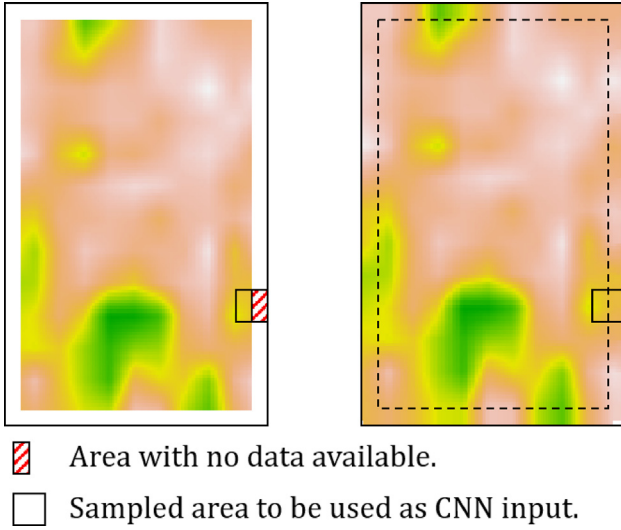 Area with no data available.
Sampled area to be used as CNN input.